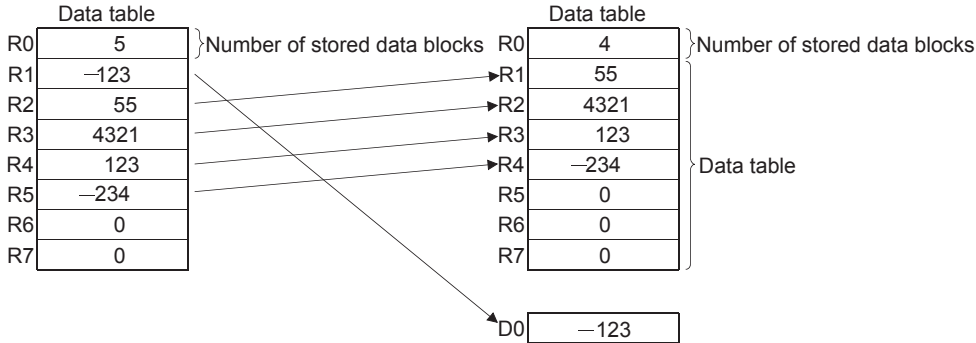 Data table Data table
R0 5 Number of stored data blocks R0 4 Number of stored data blocks
R1 —123 R1 55
R2 55 R2 4321
R3 4321 R3 123
R4 123 R4 —234 Data table
R5 —234 R5 0
R6 0 R6 0
R7 0 R7 0
D0 —123